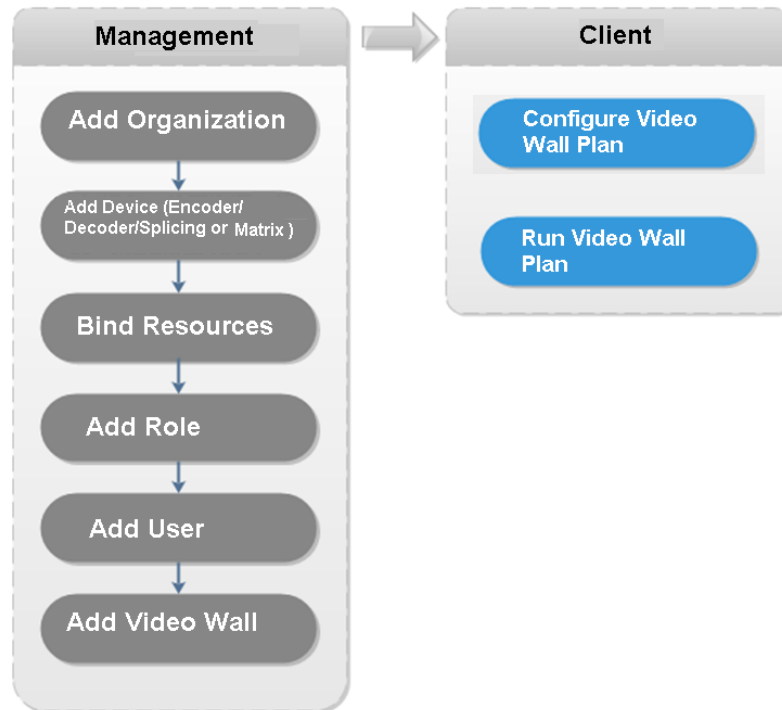 Management
Add Organization
Add Device (Encoder/
Decoder/Splicing or Matrix )
Bind Resources
Add Role
Add User
Add Video Wall
Client
Configure Video
Wall Plan
Run Video Wall
Plan